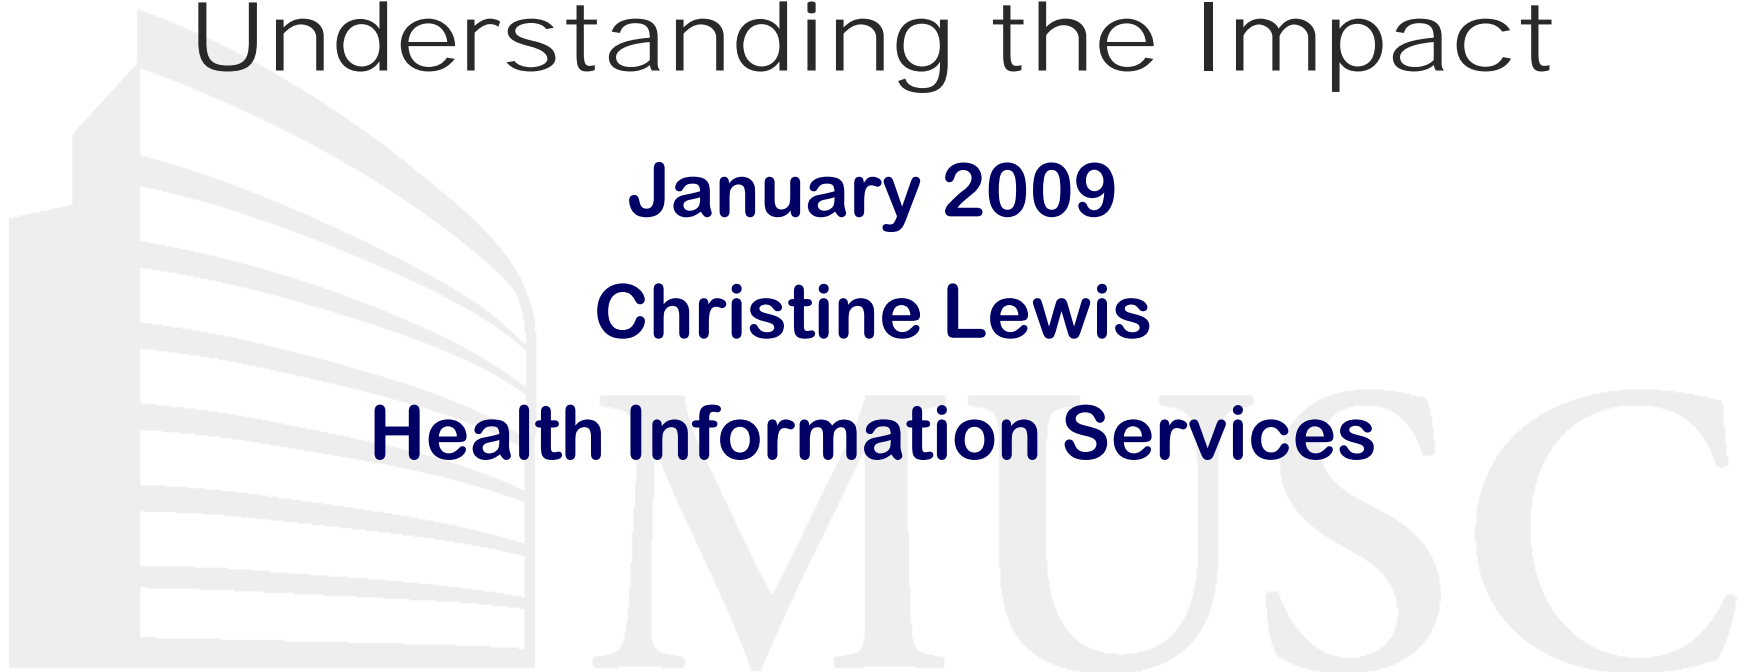 Understanding the Impact
January 2009
Christine Lewis
Health Information Services
MUSC